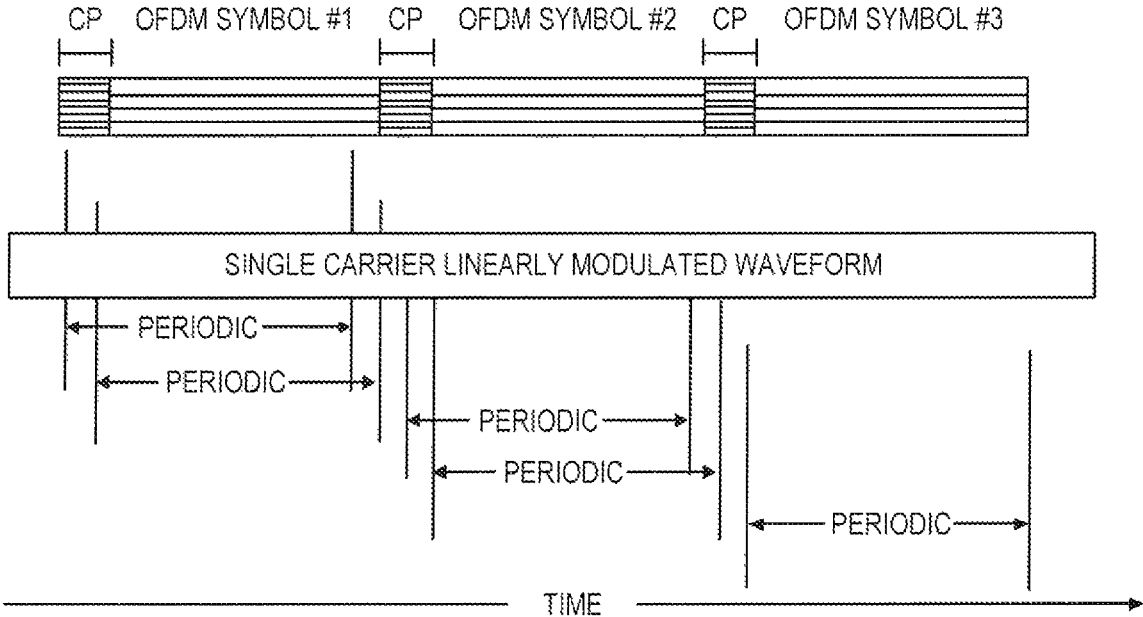 CP OFDM SYMBOL #1 CP OFDM SYMBOL #2 CP OFDM SYMBOL #3
SINGLE CARRIER LINEARLY MODULATED WAVEFORM
PERIODIC
PERIODIC
PERIODIC
PERIODIC
PERIODIC
TIME